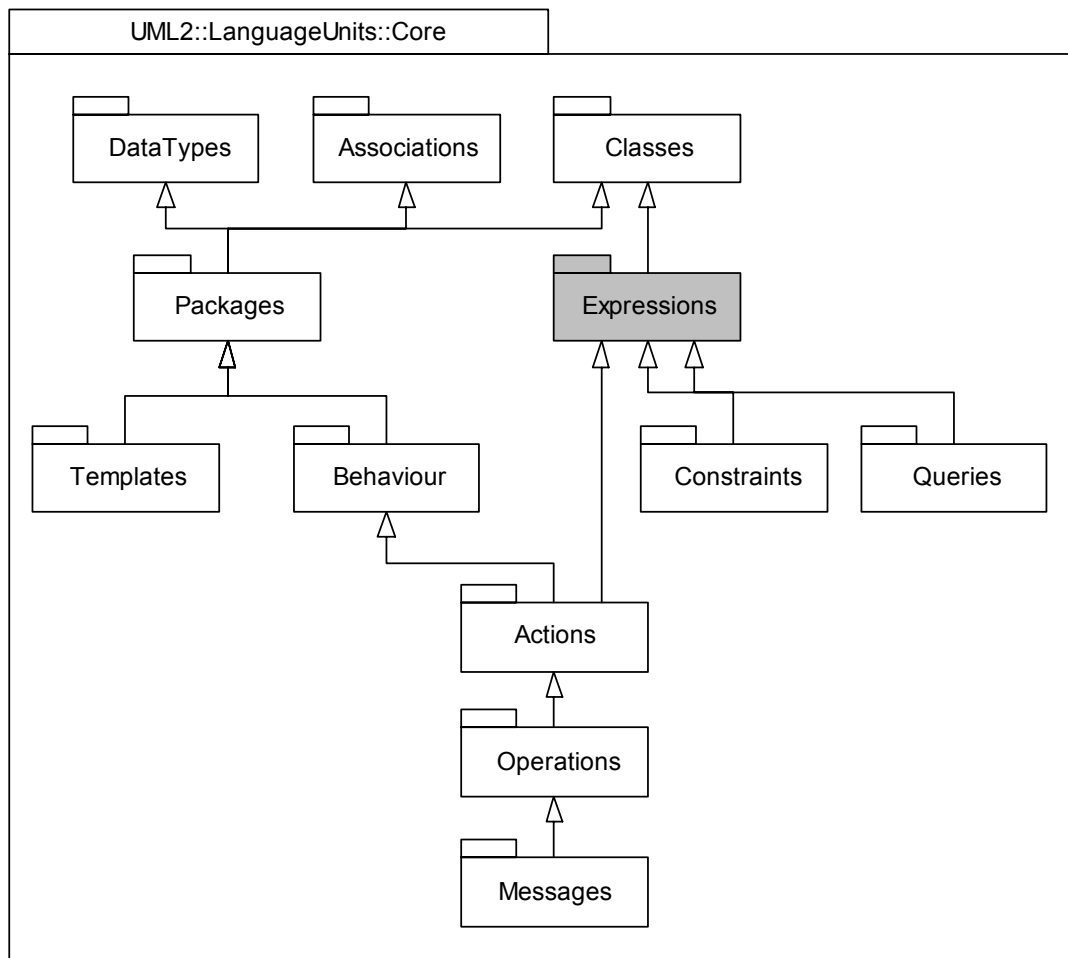 UML2::LanguageUnits::Core
DataTypes
Associations
Classes
Packages
Expressions
Templates
Behaviour
Constraints
Queries
Actions
Operations
Messages